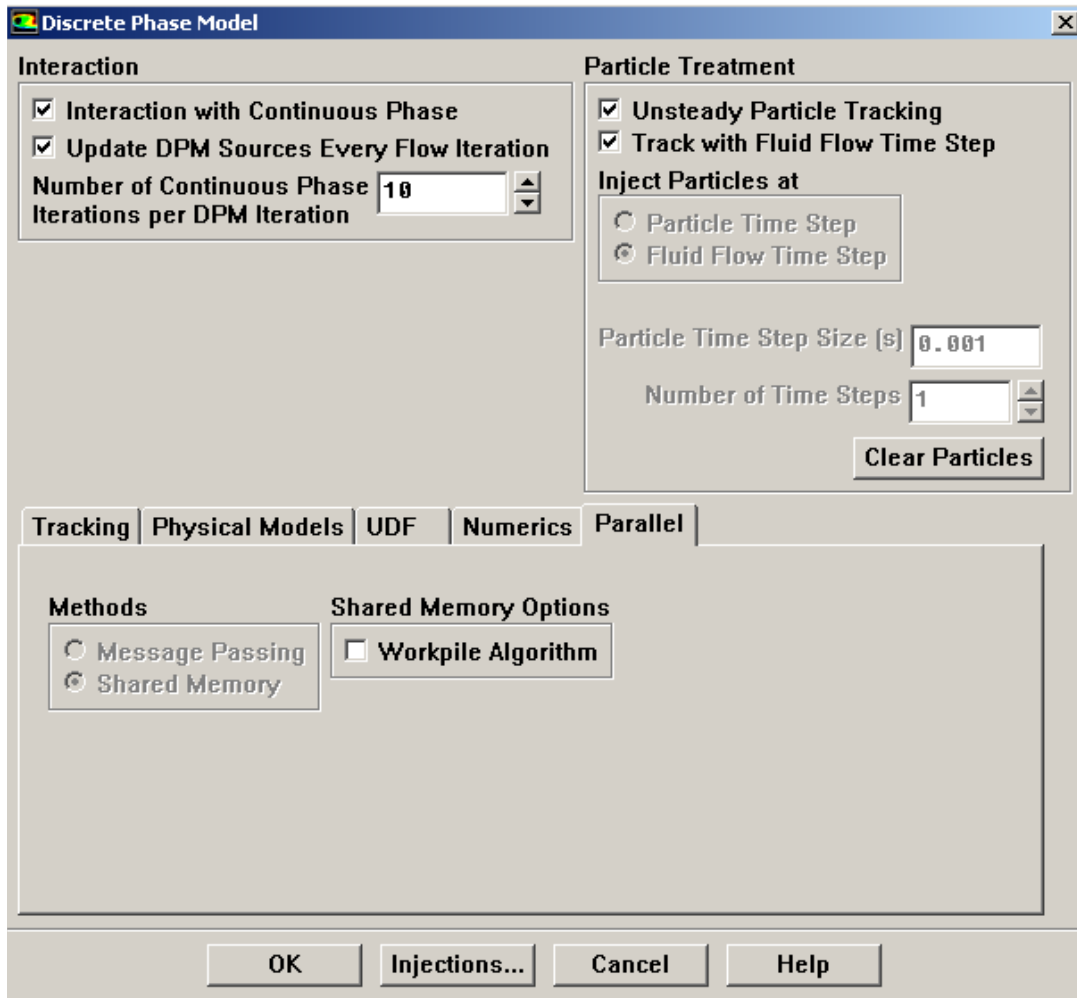 Discrete Phase Model
Interaction
Interaction with Continuous Phase
Update DPM Sources Every Flow Iteration
Number of Continuous Phase
Iterations per DPM Iteration
10
Particle Treatment
Unsteady Particle Tracking
Track with Fluid Flow Time Step
Inject Particles at
Particle Time Step
Fluid Flow Time Step
Particle Time Step Size (s) 0.001
Number of Time Steps 1
Clear Particles
Tracking Physical Models UDF Numerics Parallel
Methods
Message Passing
Shared Memory
Shared Memory Options
Workpile Algorithm
OK Injections... Cancel Help